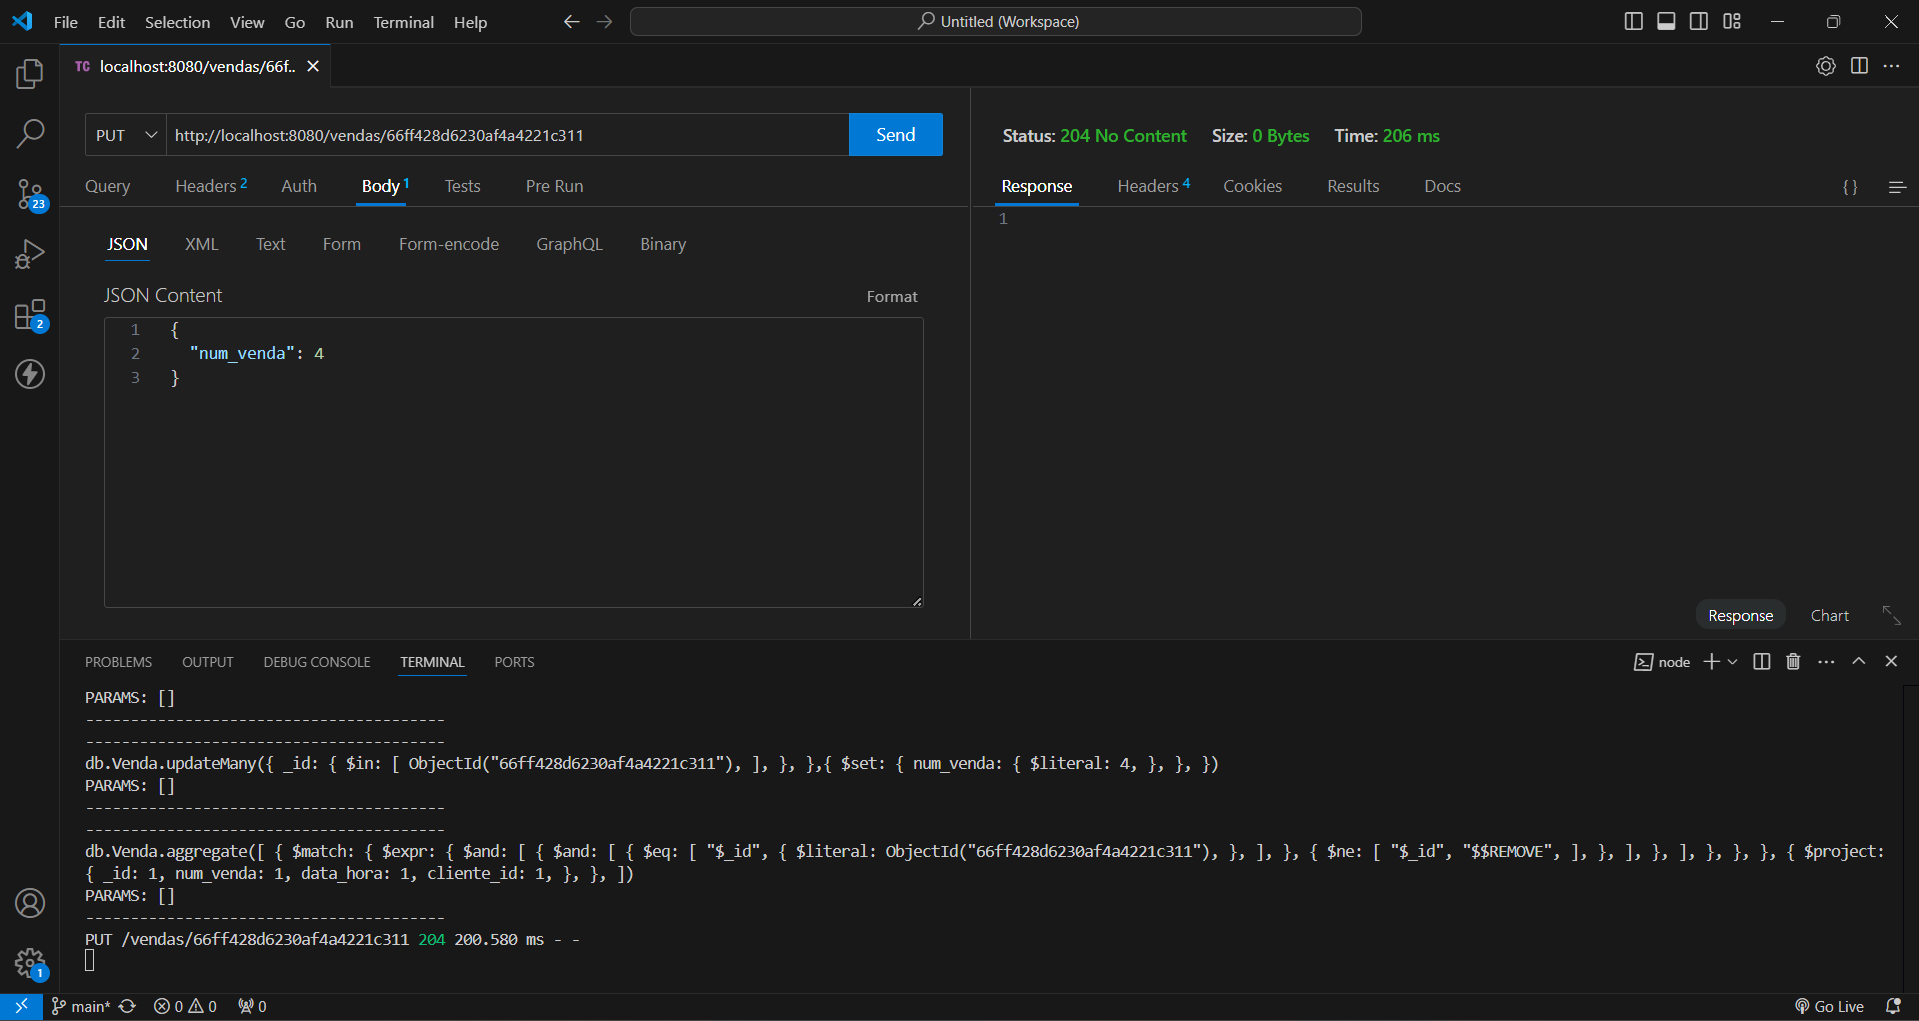 File Edit Selection View Go Run Terminal Help
Untitled (Workspace)
TC localhost:8080/vendas/66f..
PUT http://localhost:8080/vendas/66ff428d6230af4a4221c311 Send
Status: 204 No Content Size: 0 Bytes Time: 206 ms
Query Headers 2 Auth Body 1 Tests Pre Run
Response Headers 4 Cookies Results Docs { }
1
JSON XML Text Form Form-encode GraphQL Binary
JSON Content Format
1 {
2 "num_venda": 4
3 }
23
2
Response Chart
PROBLEMS OUTPUT DEBUG CONSOLE TERMINAL PORTS
node
PARAMS: []
----------------------------------------
----------------------------------------
db.Venda.updateMany({ _id: { $in: [ ObjectId("66ff428d6230af4a4221c311"), ], }, },{ $set: { num_venda: { $literal: 4, }, }, })
PARAMS: []
----------------------------------------
----------------------------------------
db.Venda.aggregate([ { $match: { $expr: { $and: [ { $and: [ { $eq: [ "$_id", { $literal: ObjectId("66ff428d6230af4a4221c311"), }, ], }, { $ne: [ "$_id", "$$REMOVE", ], }, ], }, ], }, }, }, { $project:
{ _id: 1, num_venda: 1, data_hora: 1, cliente_id: 1, }, }, ])
PARAMS: []
----------------------------------------
PUT /vendas/66ff428d6230af4a4221c311 204 200.580 ms - -
1
main* 0 0 0 Go Live